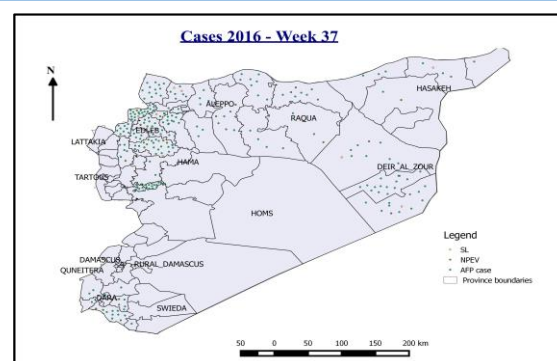 Cases 2016 - Week 37
N
HASAKEH
ALEPPO
RAQUA
EDLEB
LATTAKIA
HAMA
DEIR_AL_ZOUR
TARTOUS
HOMS
Legend
SL
NPEV
AFP case
Province boundaries
DAMASCUS
RURAL_DAMASCUS
QUNEITERA
DARA
SWIEDA
50 0 50 100 150 200 km